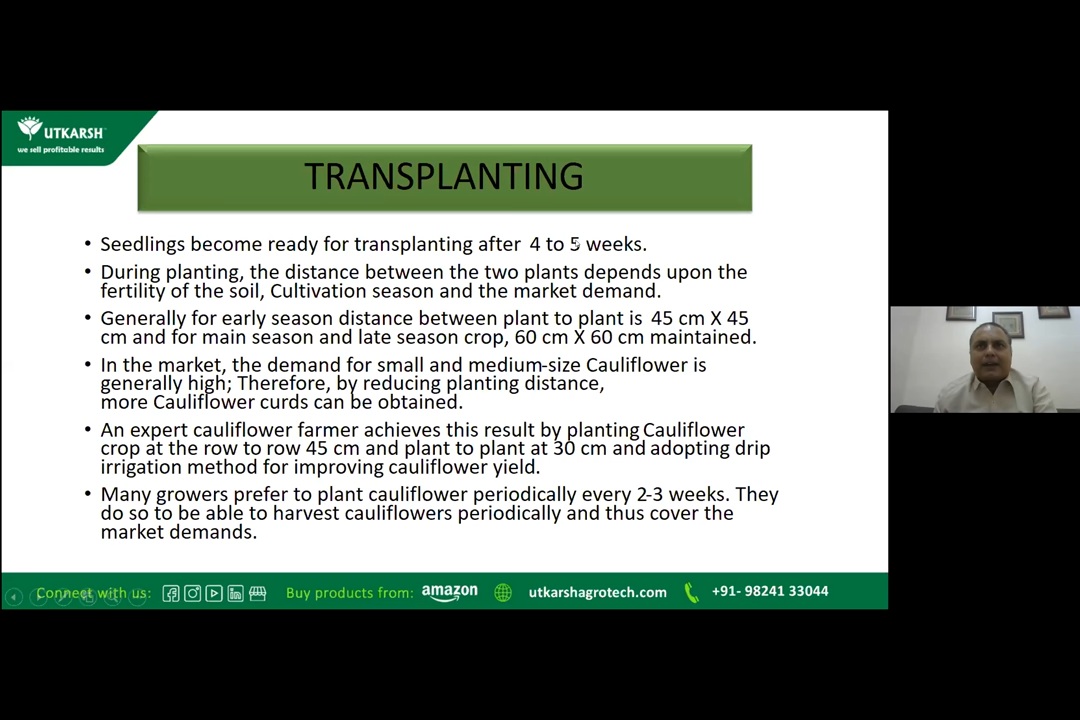 UTKARSH
we sell profitable results
TRANSPLANTING
• Seedlings become ready for transplanting after 4 to 5 weeks.
• During planting, the distance between the two plants depends upon the
fertility of the soil, Cultivation season and the market demand.
• Generally for early season distance between plant to plant is 45 cm X 45
cm and for main season and late season crop, 60 cm X 60 cm maintained.
• In the market, the demand for small and medium-size Cauliflower is
generally high; Therefore, by reducing planting distance,
more Cauliflower curds can be obtained.
• An expert cauliflower farmer achieves this result by planting Cauliflower
crop at the row to row 45 cm and plant to plant at 30 cm and adopting drip
irrigation method for improving cauliflower yield.
• Many growers prefer to plant cauliflower periodically every 2-3 weeks. They
do so to be able to harvest cauliflowers periodically and thus cover the
market demands.
Connect with us: Buy products from: amazon utkarshagrotech.com +91- 98241 33044